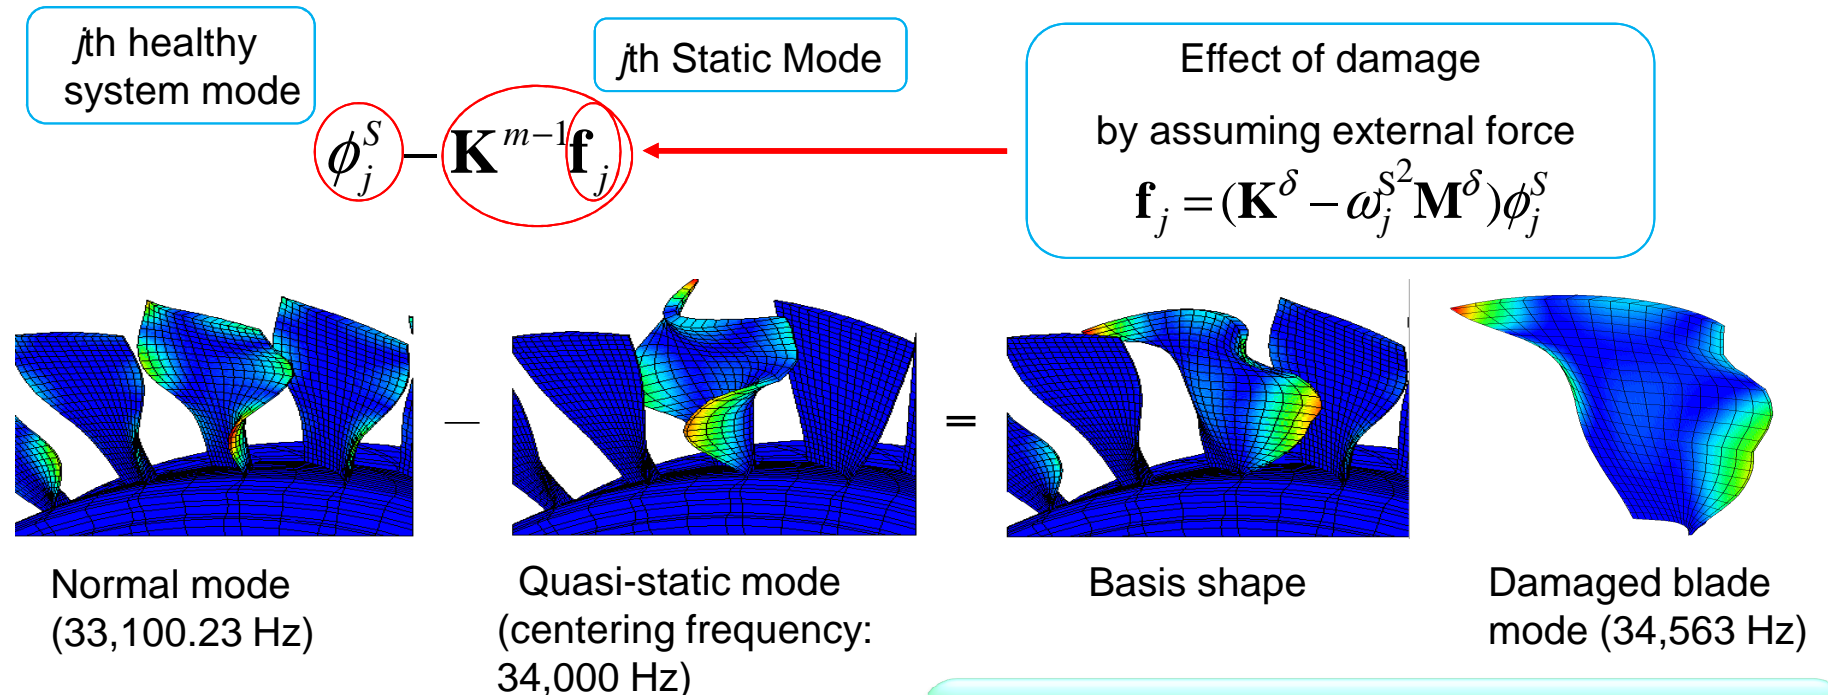 jth healthy
system mode
jth Static Mode
Effect of damage
by assuming external force
ϕ_j^S − K^{m−1} f_j
f_j = (K^δ − ω_j^{S2} M^δ)ϕ_j^S
—
=
Normal mode
(33,100.23 Hz)
Quasi-static mode
(centering frequency:
34,000 Hz)
Basis shape
Damaged blade
mode (34,563 Hz)